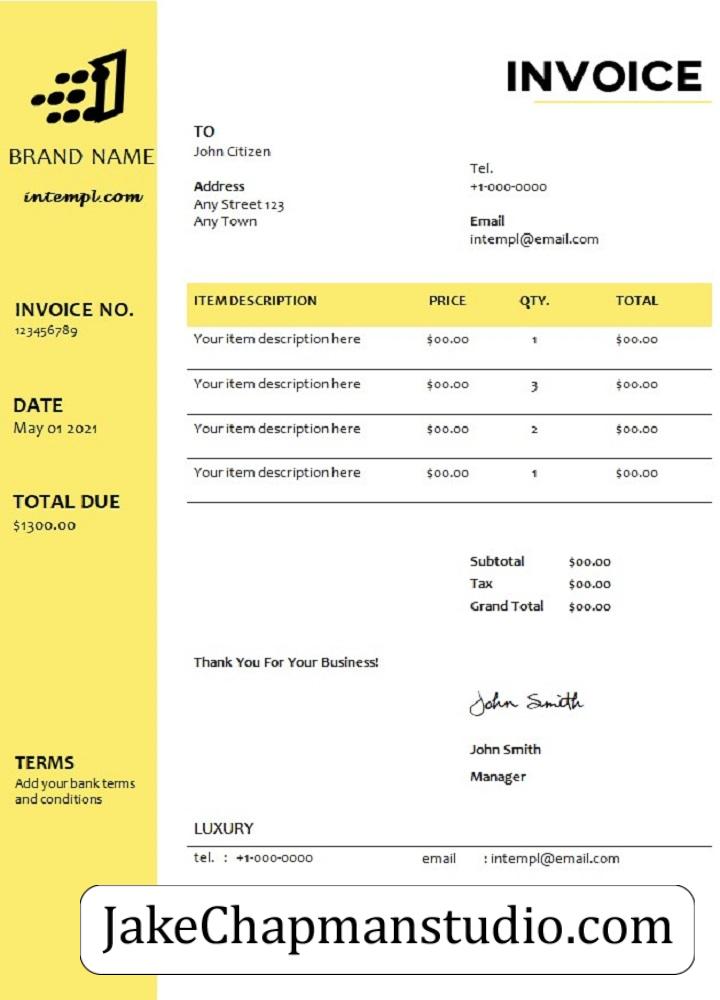 BRAND NAME
intempl.com
INVOICE NO.
123456789
DATE
May 01 2021
TOTAL DUE
$1300.00
TERMS
Add your bank terms
and conditions
INVOICE
TO
John Citizen
Address
Any Street 123
Any Town
Tel.
+1-000-0000
Email
intempl@email.com
ITEM DESCRIPTION PRICE QTY. TOTAL
Your item description here $00.00 1 $00.00
Your item description here $00.00 3 $00.00
Your item description here $00.00 2 $00.00
Your item description here $00.00 1 $00.00
Subtotal $00.00
Tax $00.00
Grand Total $00.00
Thank You For Your Business!
John Smith
John Smith
Manager
LUXURY
tel. : +1-000-0000 email : intempl@email.com
JakeChapmanstudio.com